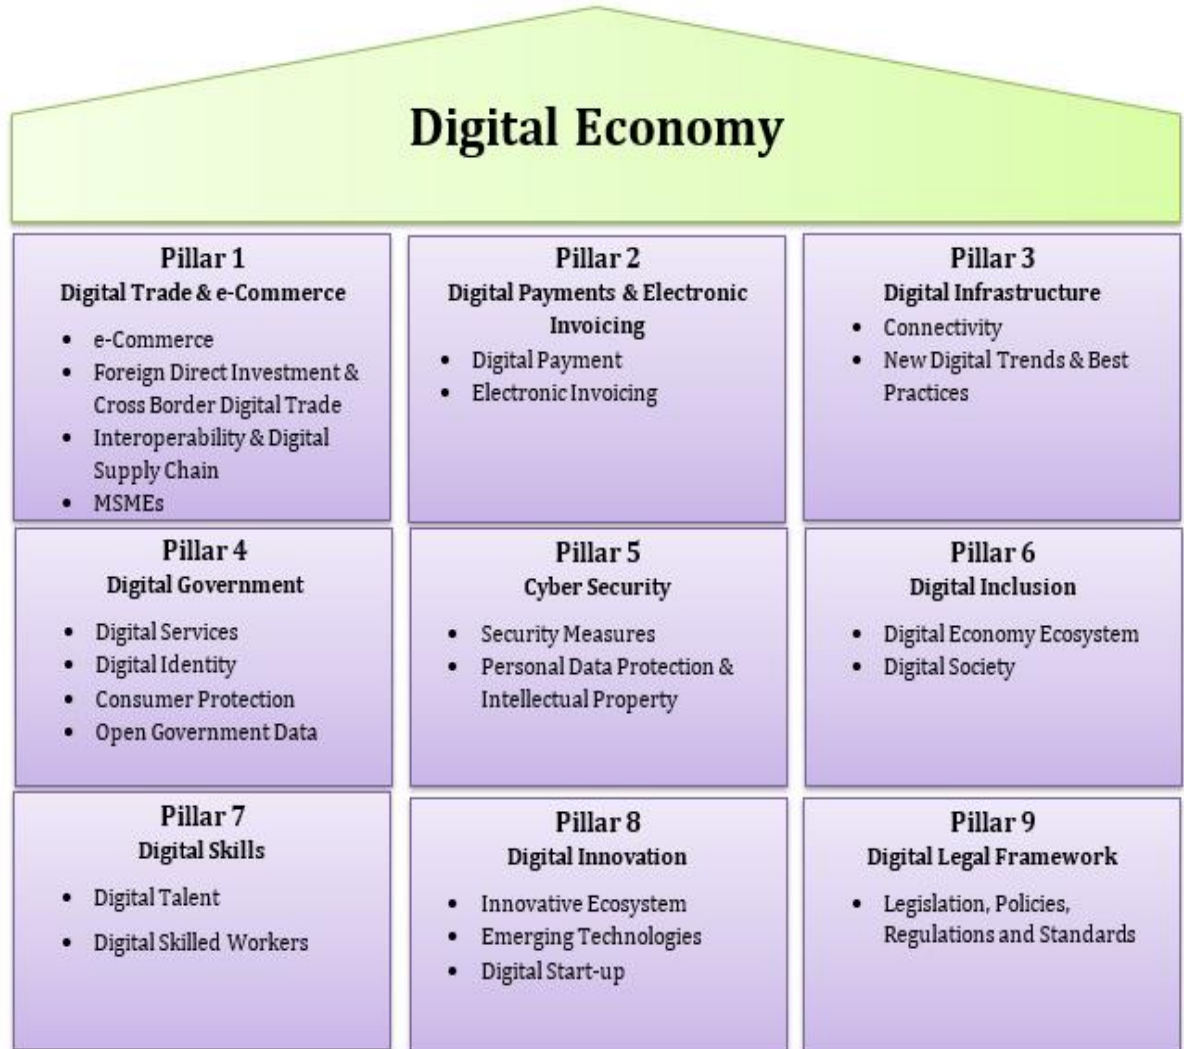 Digital Economy
Pillar 1
Digital Trade & e-Commerce
• e-Commerce
• Foreign Direct Investment &
Cross Border Digital Trade
• Interoperability & Digital
Supply Chain
• MSMEs
Pillar 2
Digital Payments & Electronic
Invoicing
• Digital Payment
• Electronic Invoicing
Pillar 3
Digital Infrastructure
• Connectivity
• New Digital Trends & Best
Practices
Pillar 4
Digital Government
• Digital Services
• Digital Identity
• Consumer Protection
• Open Government Data
Pillar 5
Cyber Security
• Security Measures
• Personal Data Protection &
Intellectual Property
Pillar 6
Digital Inclusion
• Digital Economy Ecosystem
• Digital Society
Pillar 7
Digital Skills
• Digital Talent
• Digital Skilled Workers
Pillar 8
Digital Innovation
• Innovative Ecosystem
• Emerging Technologies
• Digital Start-up
Pillar 9
Digital Legal Framework
• Legislation, Policies,
Regulations and Standards